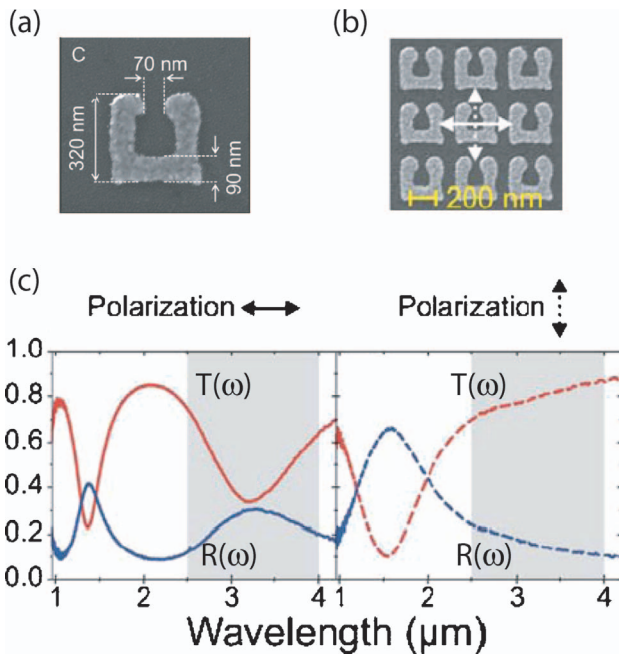 (a)
(b)
C
70 nm
320 nm
90 nm
200 nm
(c)
Polarization
Polarization
1.0
0.8
0.6
0.4
0.2
0.0
T(ω)
R(ω)
T(ω)
R(ω)
1 2 3 4 1 2 3 4
Wavelength (μm)